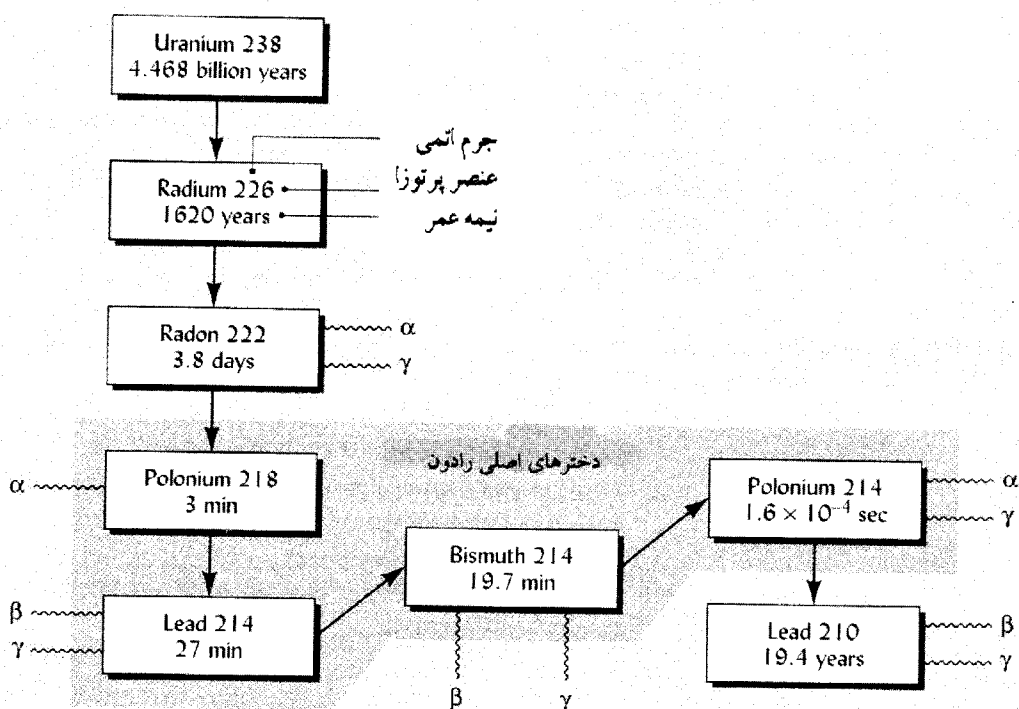 Uranium 238
4.468 billion years
جرم اتمی
عنصر پرتوزا
نیمه عمر
Radium 226
1620 years
Radon 222
3.8 days
α
γ
دخترهای اصلی رادون
α
Polonium 218
3 min
Polonium 214
1.6 × 10⁻⁴ sec
α
γ
Bismuth 214
19.7 min
β
γ
β
γ
Lead 214
27 min
Lead 210
19.4 years
β
γ